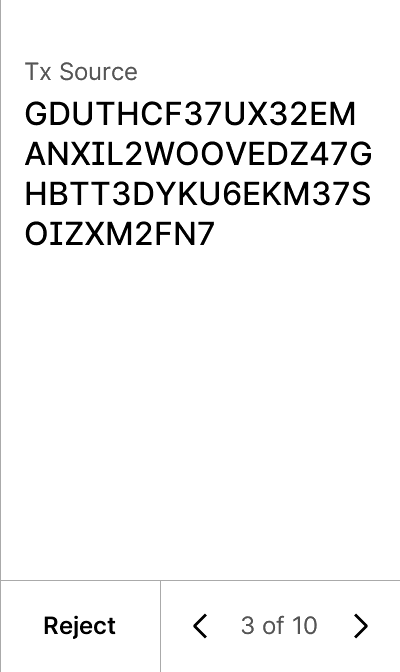 Tx Source
GDUTHCF37UX32EM
ANXIL2WOOVEDZ47G
HBTT3DYKU6EKM37S
OIZXM2FN7
Reject
3 of 10